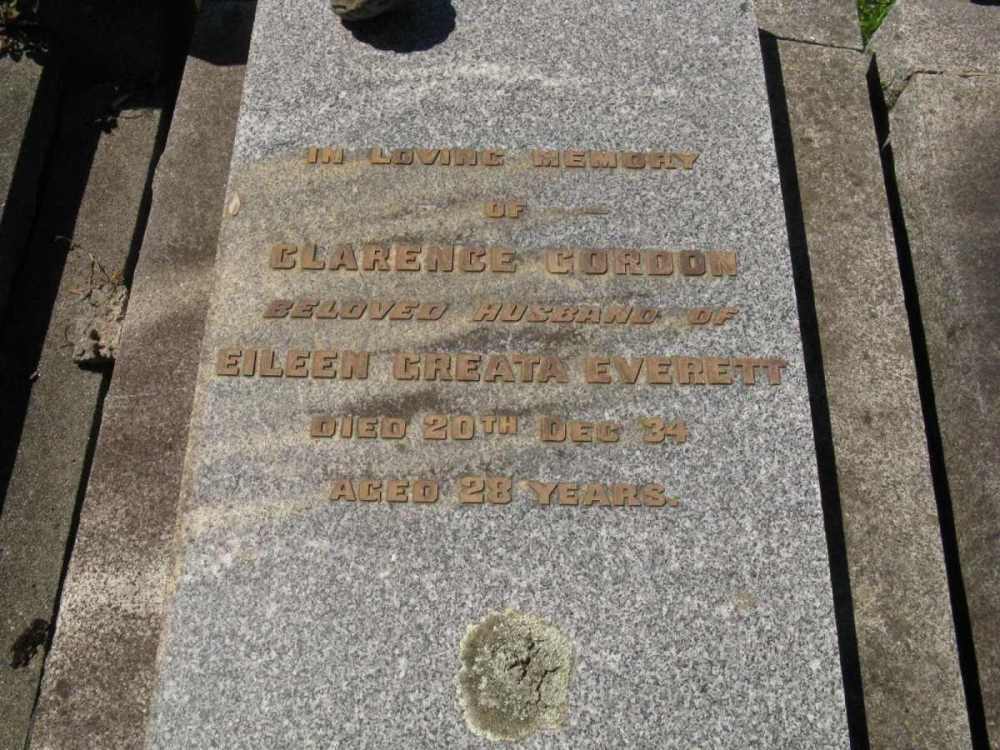 IN LOVING MEMORY
OF
CLARENCE GORDON
BELOVED HUSBAND OF
EILEEN GREATA EVERETT
DIED 20TH DEC 34
AGED 28 YEARS.